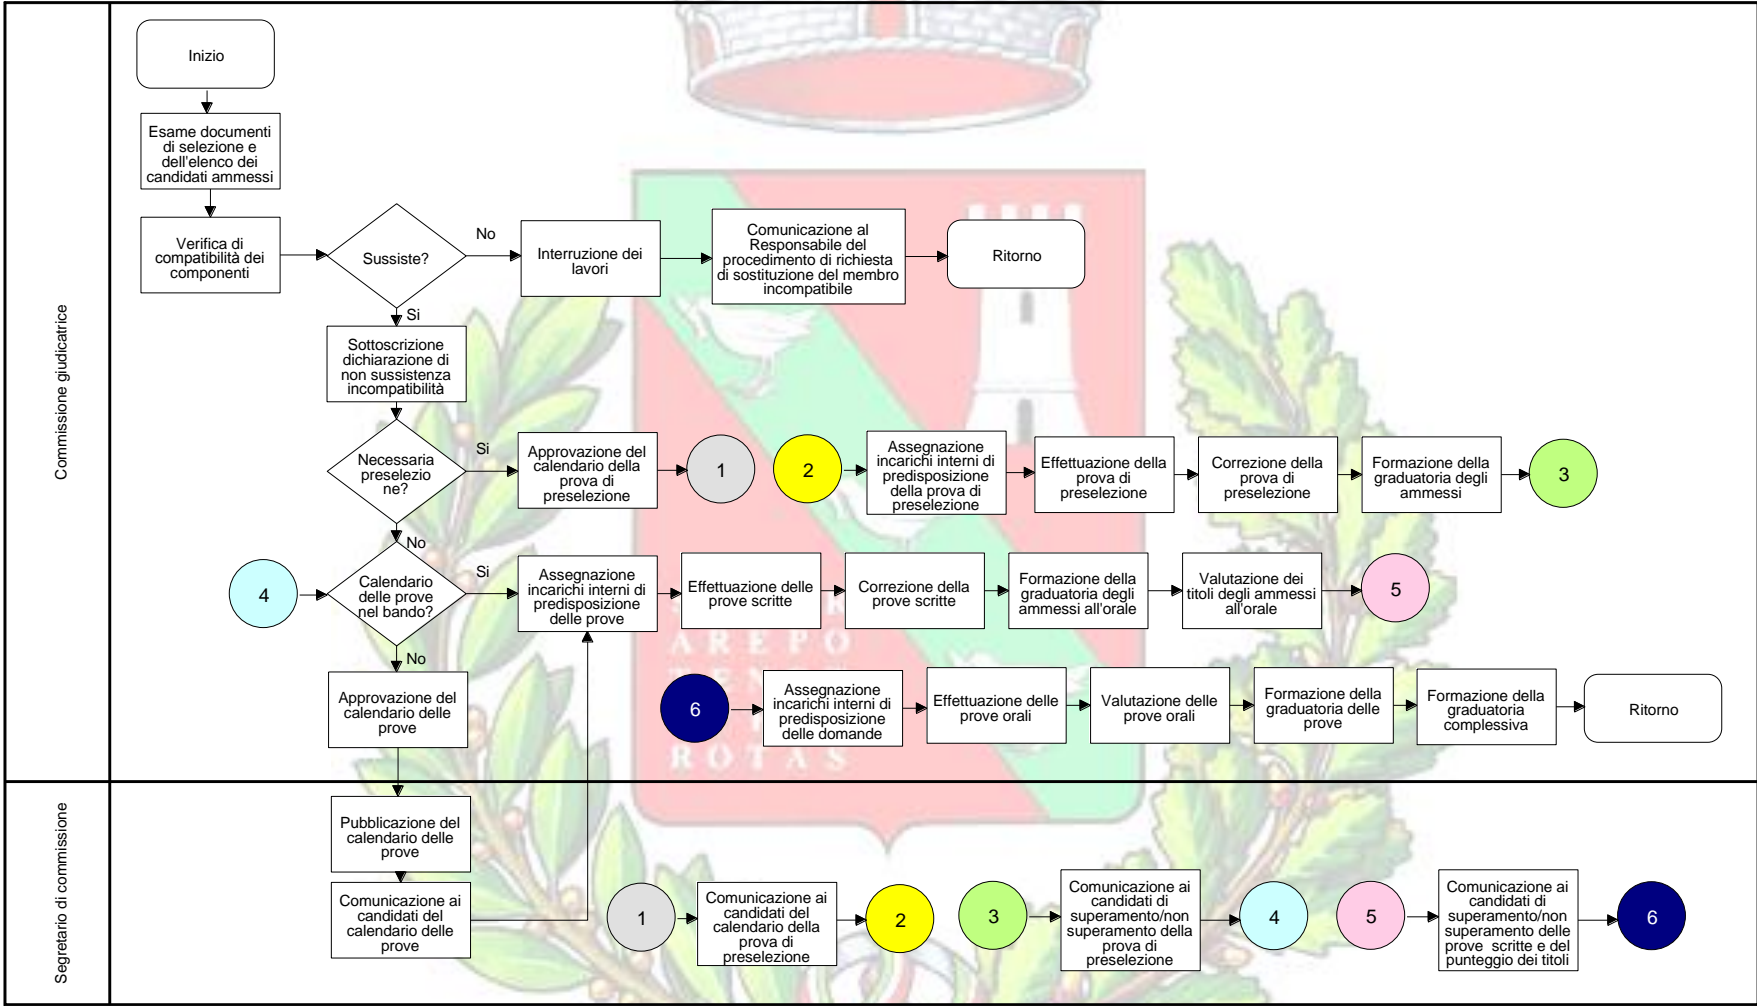 Commissione giudicatrice
Inizio
Esame documenti
di selezione e
dell'elenco dei
candidati ammessi
Verifica di
compatibilità dei
componenti
Sussiste?
No
Interruzione dei
lavori
Comunicazione al
Responsabile del
procedimento di richiesta
di sostituzione del membro
incompatibile
Ritorno
Si
Sottoscrizione
dichiarazione di
non sussistenza
incompatibilità
Necessaria
preselezio
ne?
Si
Approvazione del
calendario della
prova di
preselezione
1
2
Assegnazione
incarichi interni di
predisposizione
della prova di
preselezione
Effettuazione della
prova di
preselezione
Correzione della
prova di
preselezione
Formazione della
graduatoria degli
ammessi
3
No
4
Calendario
delle prove
nel bando?
Si
Assegnazione
incarichi interni di
predisposizione
delle prove
Effettuazione delle
prove scritte
Correzione della
prove scritte
Formazione della
graduatoria degli
ammessi all'orale
Valutazione dei
titoli degli ammessi
all'orale
5
No
Approvazione del
calendario delle
prove
AREPO
ROTAS
6
Assegnazione
incarichi interni di
predisposizione
delle domande
Effettuazione delle
prove orali
Valutazione delle
prove orali
Formazione della
graduatoria delle
prove
Formazione della
graduatoria
complessiva
Ritorno
Segretario di commissione
Pubblicazione del
calendario delle
prove
Comunicazione ai
candidati del
calendario delle
prove
1
Comunicazione ai
candidati del
calendario della
prova di
preselezione
2
3
Comunicazione ai
candidati di
superamento/non
superamento della
prova di
preselezione
4
5
Comunicazione ai
candidati di
superamento/non
superamento delle
prove scritte e del
punteggio dei titoli
6